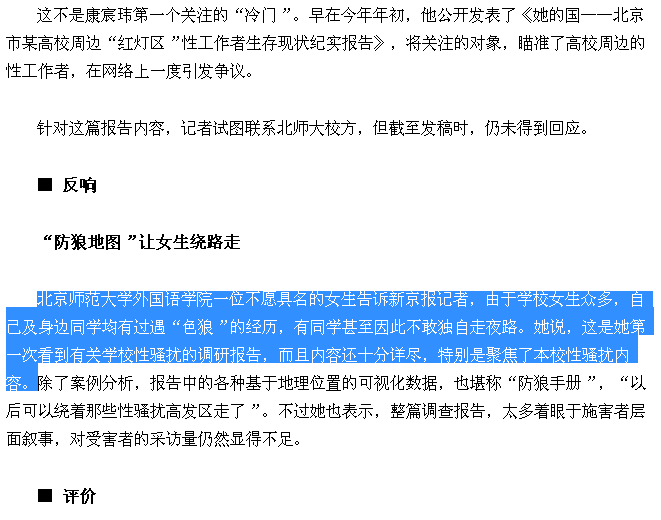 这不是康宸玮第一个关注的“冷门”。早在今年年初，他公开发表了《她的国——北京
市某高校周边“红灯区”性工作者生存现状纪实报告》，将关注的对象，瞄准了高校周边的
性工作者，在网络上一度引发争议。
针对这篇报告内容，记者试图联系北师大校方，但截至发稿时，仍未得到回应。
■ 反响
“防狼地图”让女生绕路走
北京师范大学外国语学院一位不愿具名的女生告诉新京报记者，由于学校女生众多，自
己及身边同学均有过遇“色狼”的经历，有同学甚至因此不敢独自走夜路。她说，这是她第
一次看到有关学校性骚扰的调研报告，而且内容还十分详尽，特别是聚焦了本校性骚扰内
容。除了案例分析，报告中的各种基于地理位置的可视化数据，也堪称“防狼手册”，“以
后可以绕着那些性骚扰高发区走了”。不过她也表示，整篇调查报告，太多着眼于施害者层
面叙事，对受害者的采访量仍然显得不足。
■ 评价